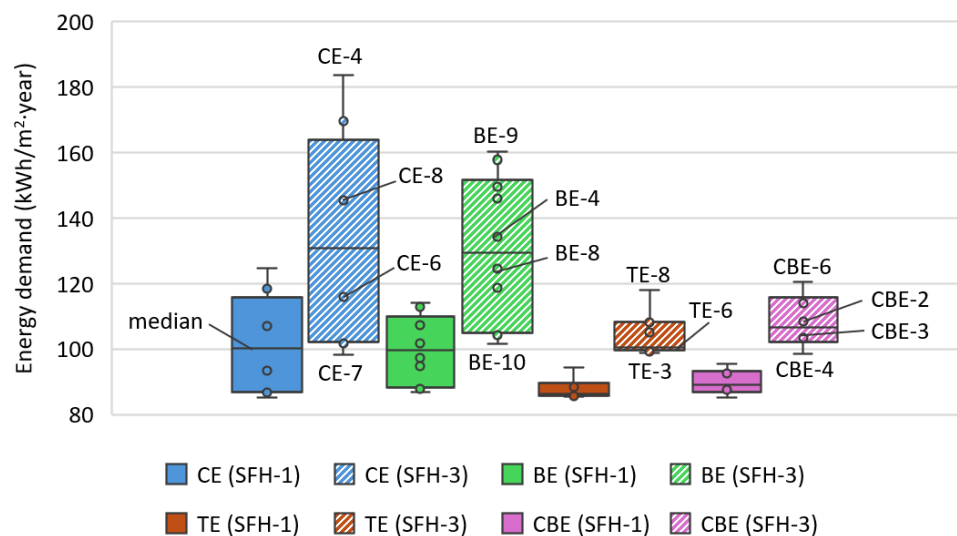 200
180
160
140
120
100
80
Energy demand (kWh/m²·year)
CE-4
CE-8
CE-6
CE-7
median
BE-9
BE-4
BE-8
BE-10
TE-8
TE-6
TE-3
CBE-6
CBE-2
CBE-3
CBE-4
CE (SFH-1) CE (SFH-3) BE (SFH-1) BE (SFH-3)
TE (SFH-1) TE (SFH-3) CBE (SFH-1) CBE (SFH-3)